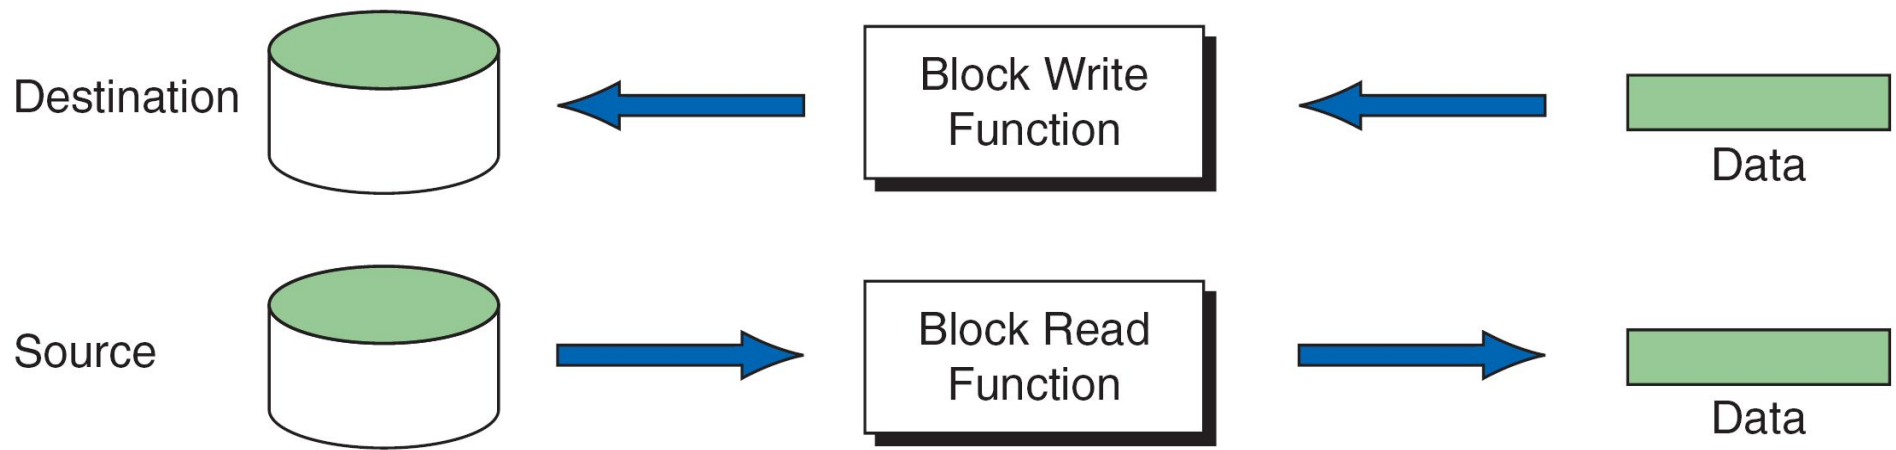 Destination
Block Write
Function
Data
Source
Block Read
Function
Data